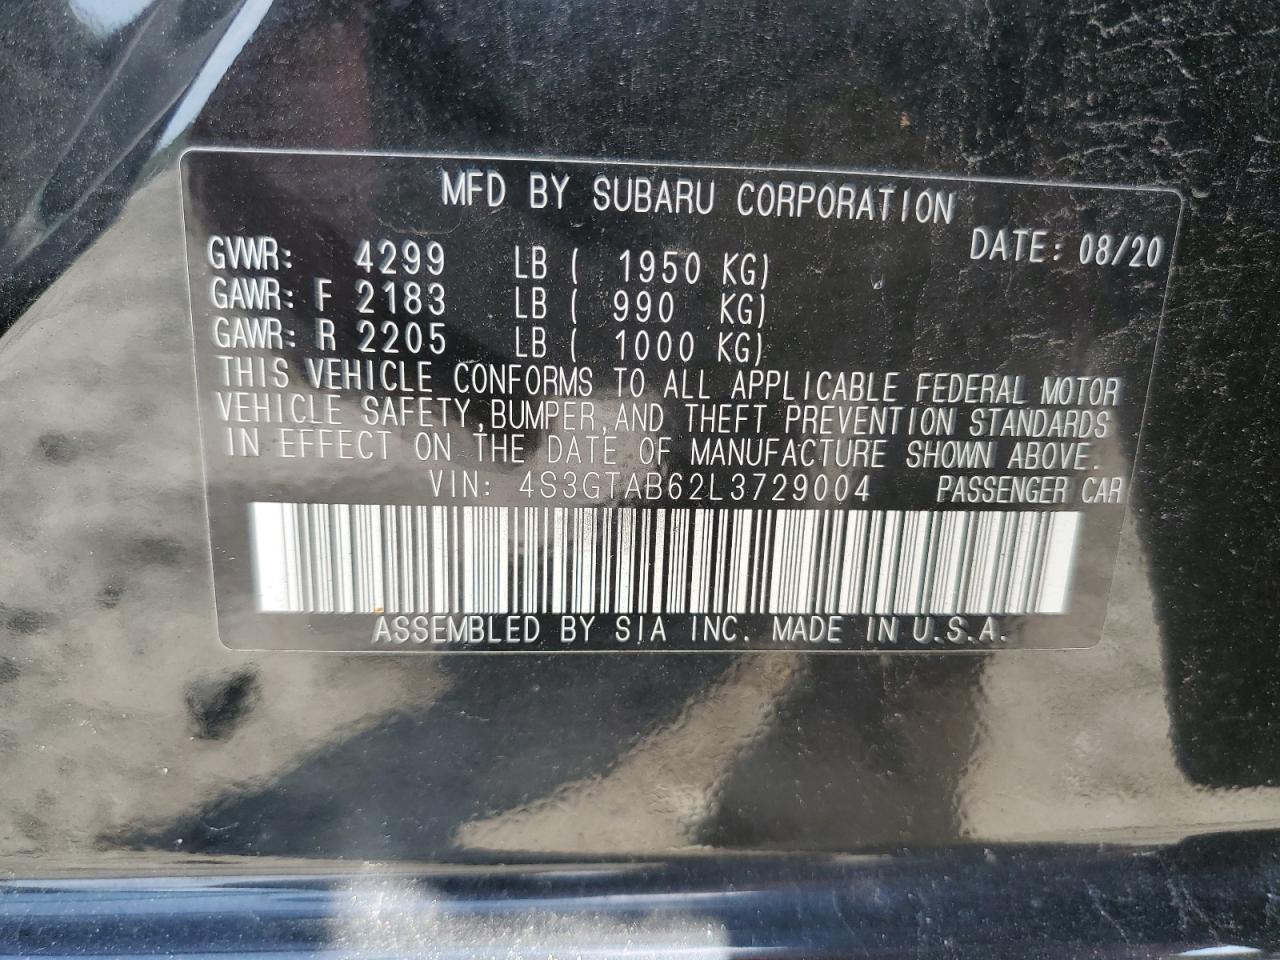 MFD BY SUBARU CORPORATION
DATE: 08/20
GVWR: 4299 LB ( 1950 KG)
GAWR: F 2183 LB ( 990 KG)
GAWR: R 2205 LB ( 1000 KG)
THIS VEHICLE CONFORMS TO ALL APPLICABLE FEDERAL MOTOR
VEHICLE SAFETY, BUMPER, AND THEFT PREVENTION STANDARDS
IN EFFECT ON THE DATE OF MANUFACTURE SHOWN ABOVE.
VIN: 4S3GTAB62L3729004 PASSENGER CAR
ASSEMBLED BY SIA INC. MADE IN U.S.A.